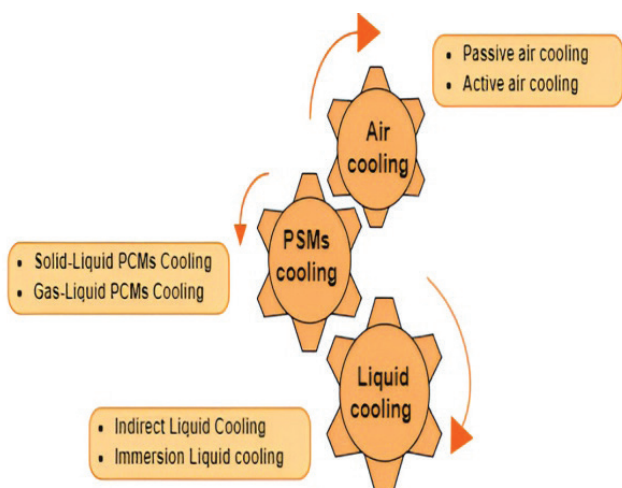 • Passive air cooling
• Active air cooling
Air
cooling
PSMs
cooling
• Solid-Liquid PCMs Cooling
• Gas-Liquid PCMs Cooling
Liquid
cooling
• Indirect Liquid Cooling
• Immersion Liquid cooling